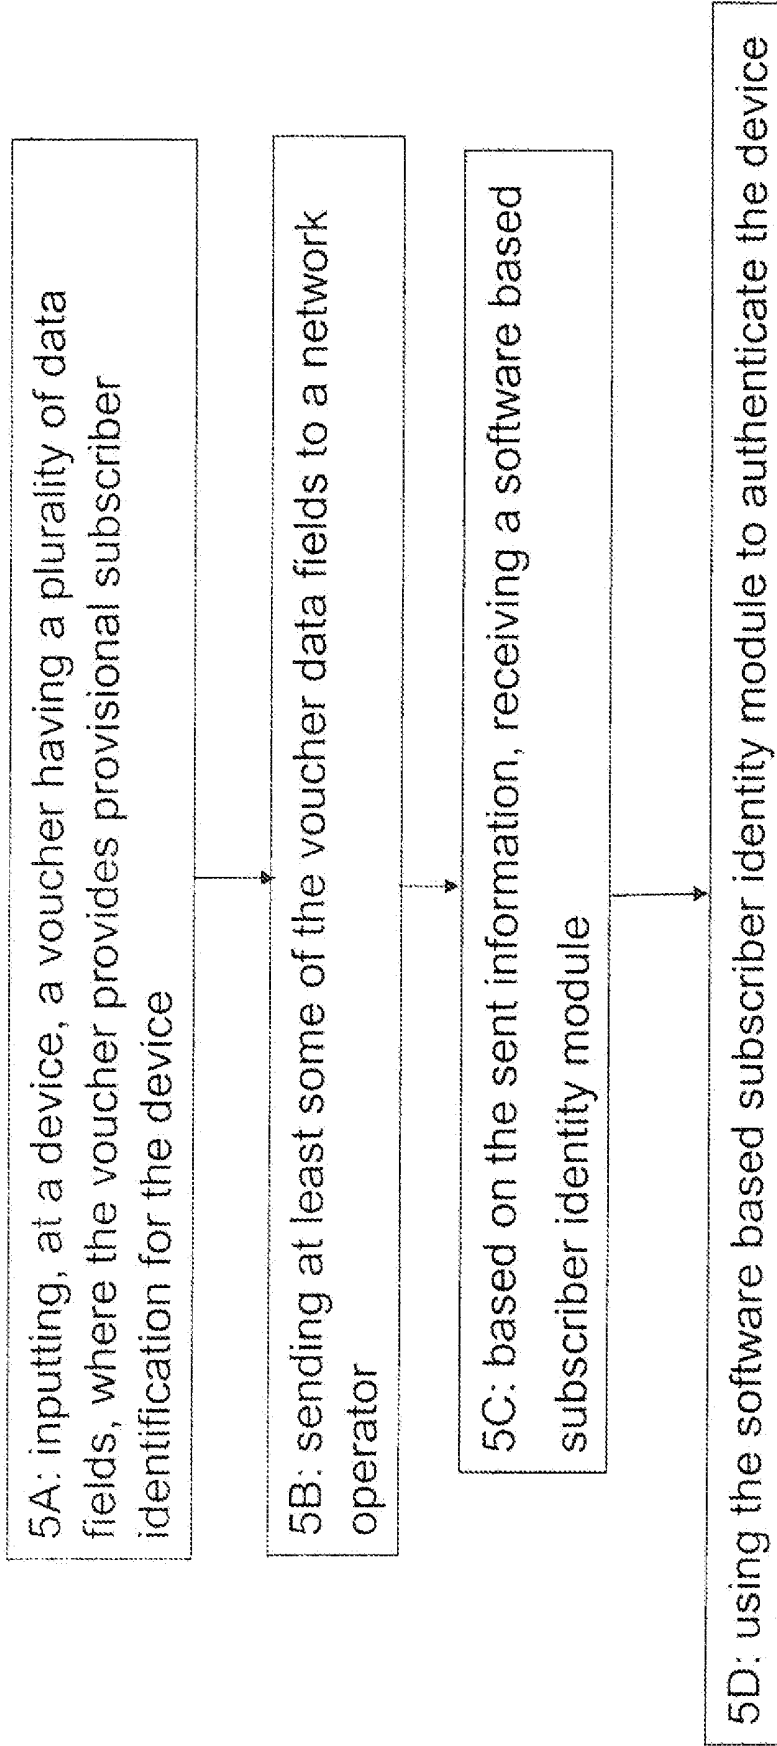 5A: inputting, at a device, a voucher having a plurality of data
fields, where the voucher provides provisional subscriber
identification for the device
5B: sending at least some of the voucher data fields to a network
operator
5C: based on the sent information, receiving a software based
subscriber identity module
5D: using the software based subscriber identity module to authenticate the device